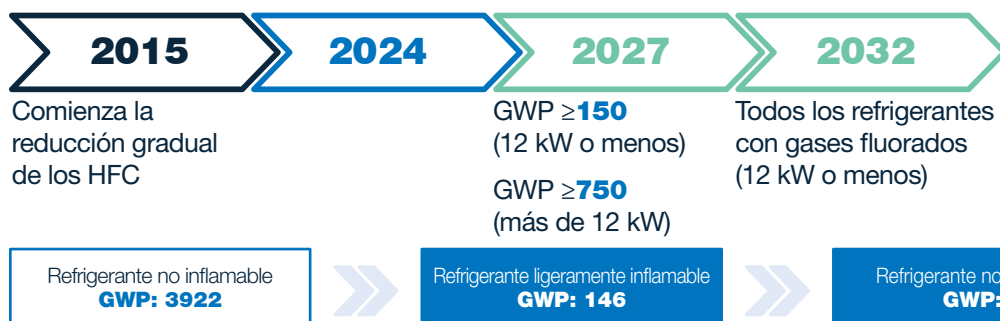 2015
2024
2027
2032
Comienza la
reducción gradual
de los HFC
GWP ≥150
(12 kW o menos)
GWP ≥750
(más de 12 kW)
Todos los refrigerantes
con gases fluorados
(12 kW o menos)
Refrigerante no inflamable
GWP: 3922
Refrigerante ligeramente inflamable
GWP: 146
Refrigerante no
GWP: